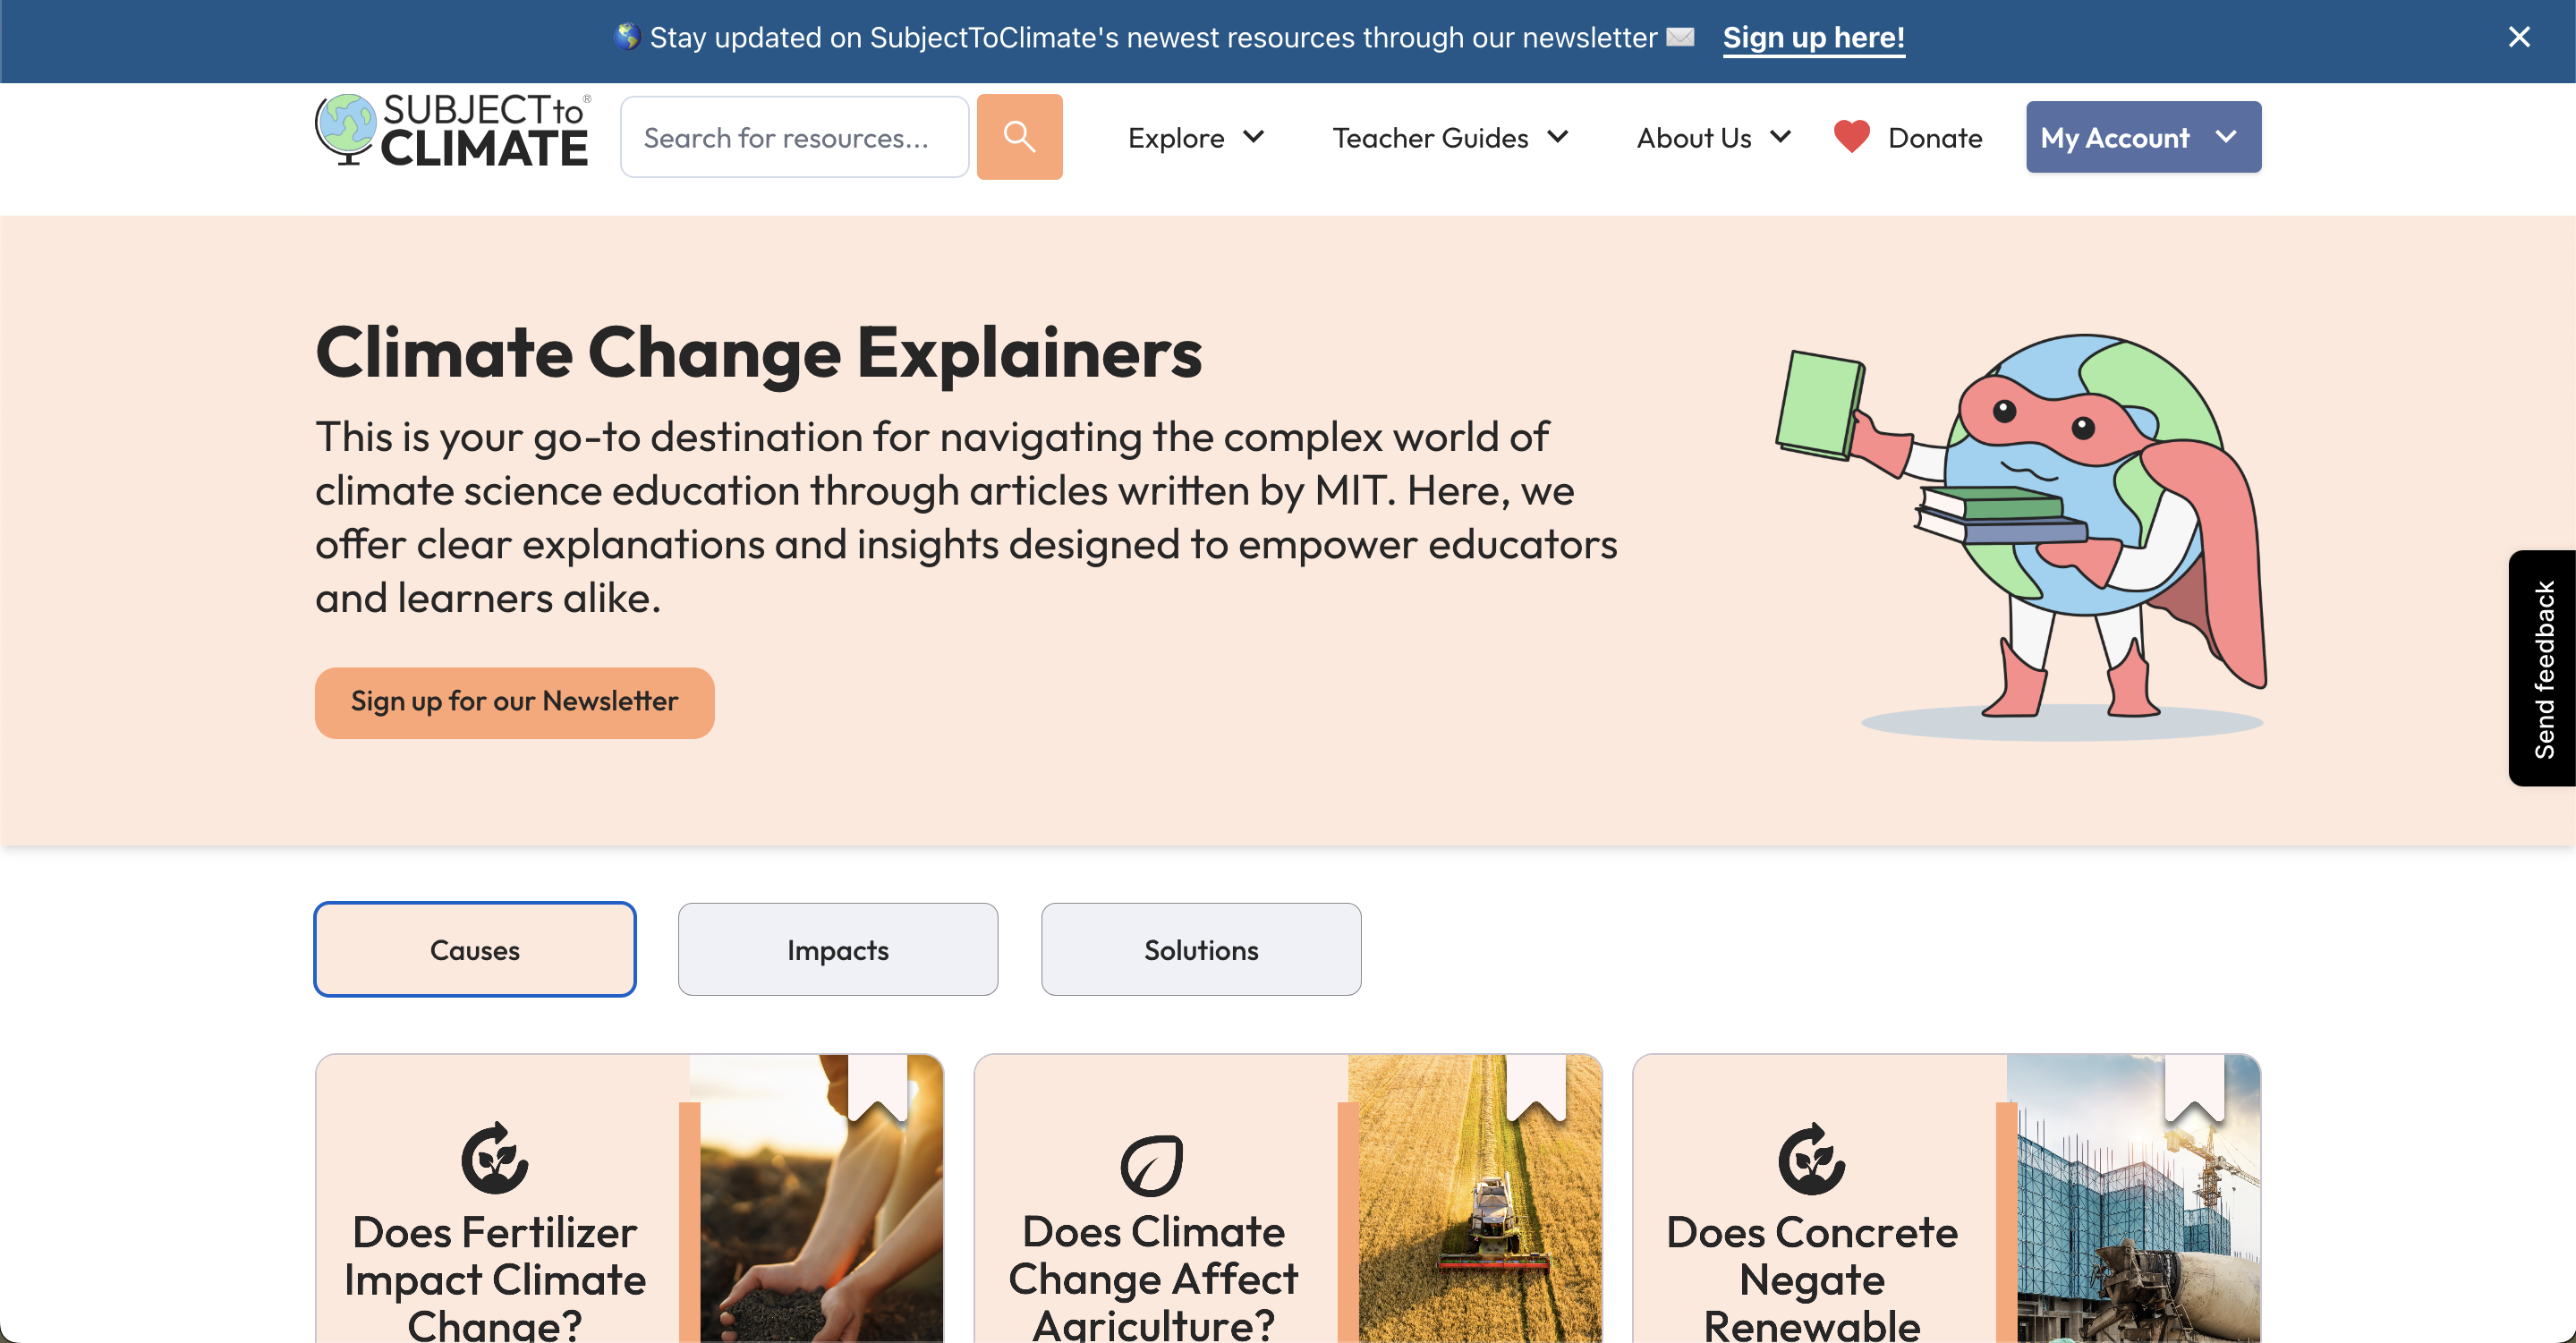 🌎 Stay updated on SubjectToClimate's newest resources through our newsletter ✉️ Sign up here!
SUBJECT to®
CLIMATE
Search for resources...
Explore
Teacher Guides
About Us
Donate
My Account
Climate Change Explainers
This is your go-to destination for navigating the complex world of
climate science education through articles written by MIT. Here, we
offer clear explanations and insights designed to empower educators
and learners alike.
Sign up for our Newsletter
Send feedback
Causes
Impacts
Solutions
Does Fertilizer
Impact Climate
Change?
Does Climate
Change Affect
Agriculture?
Does Concrete
Negate
Renewable